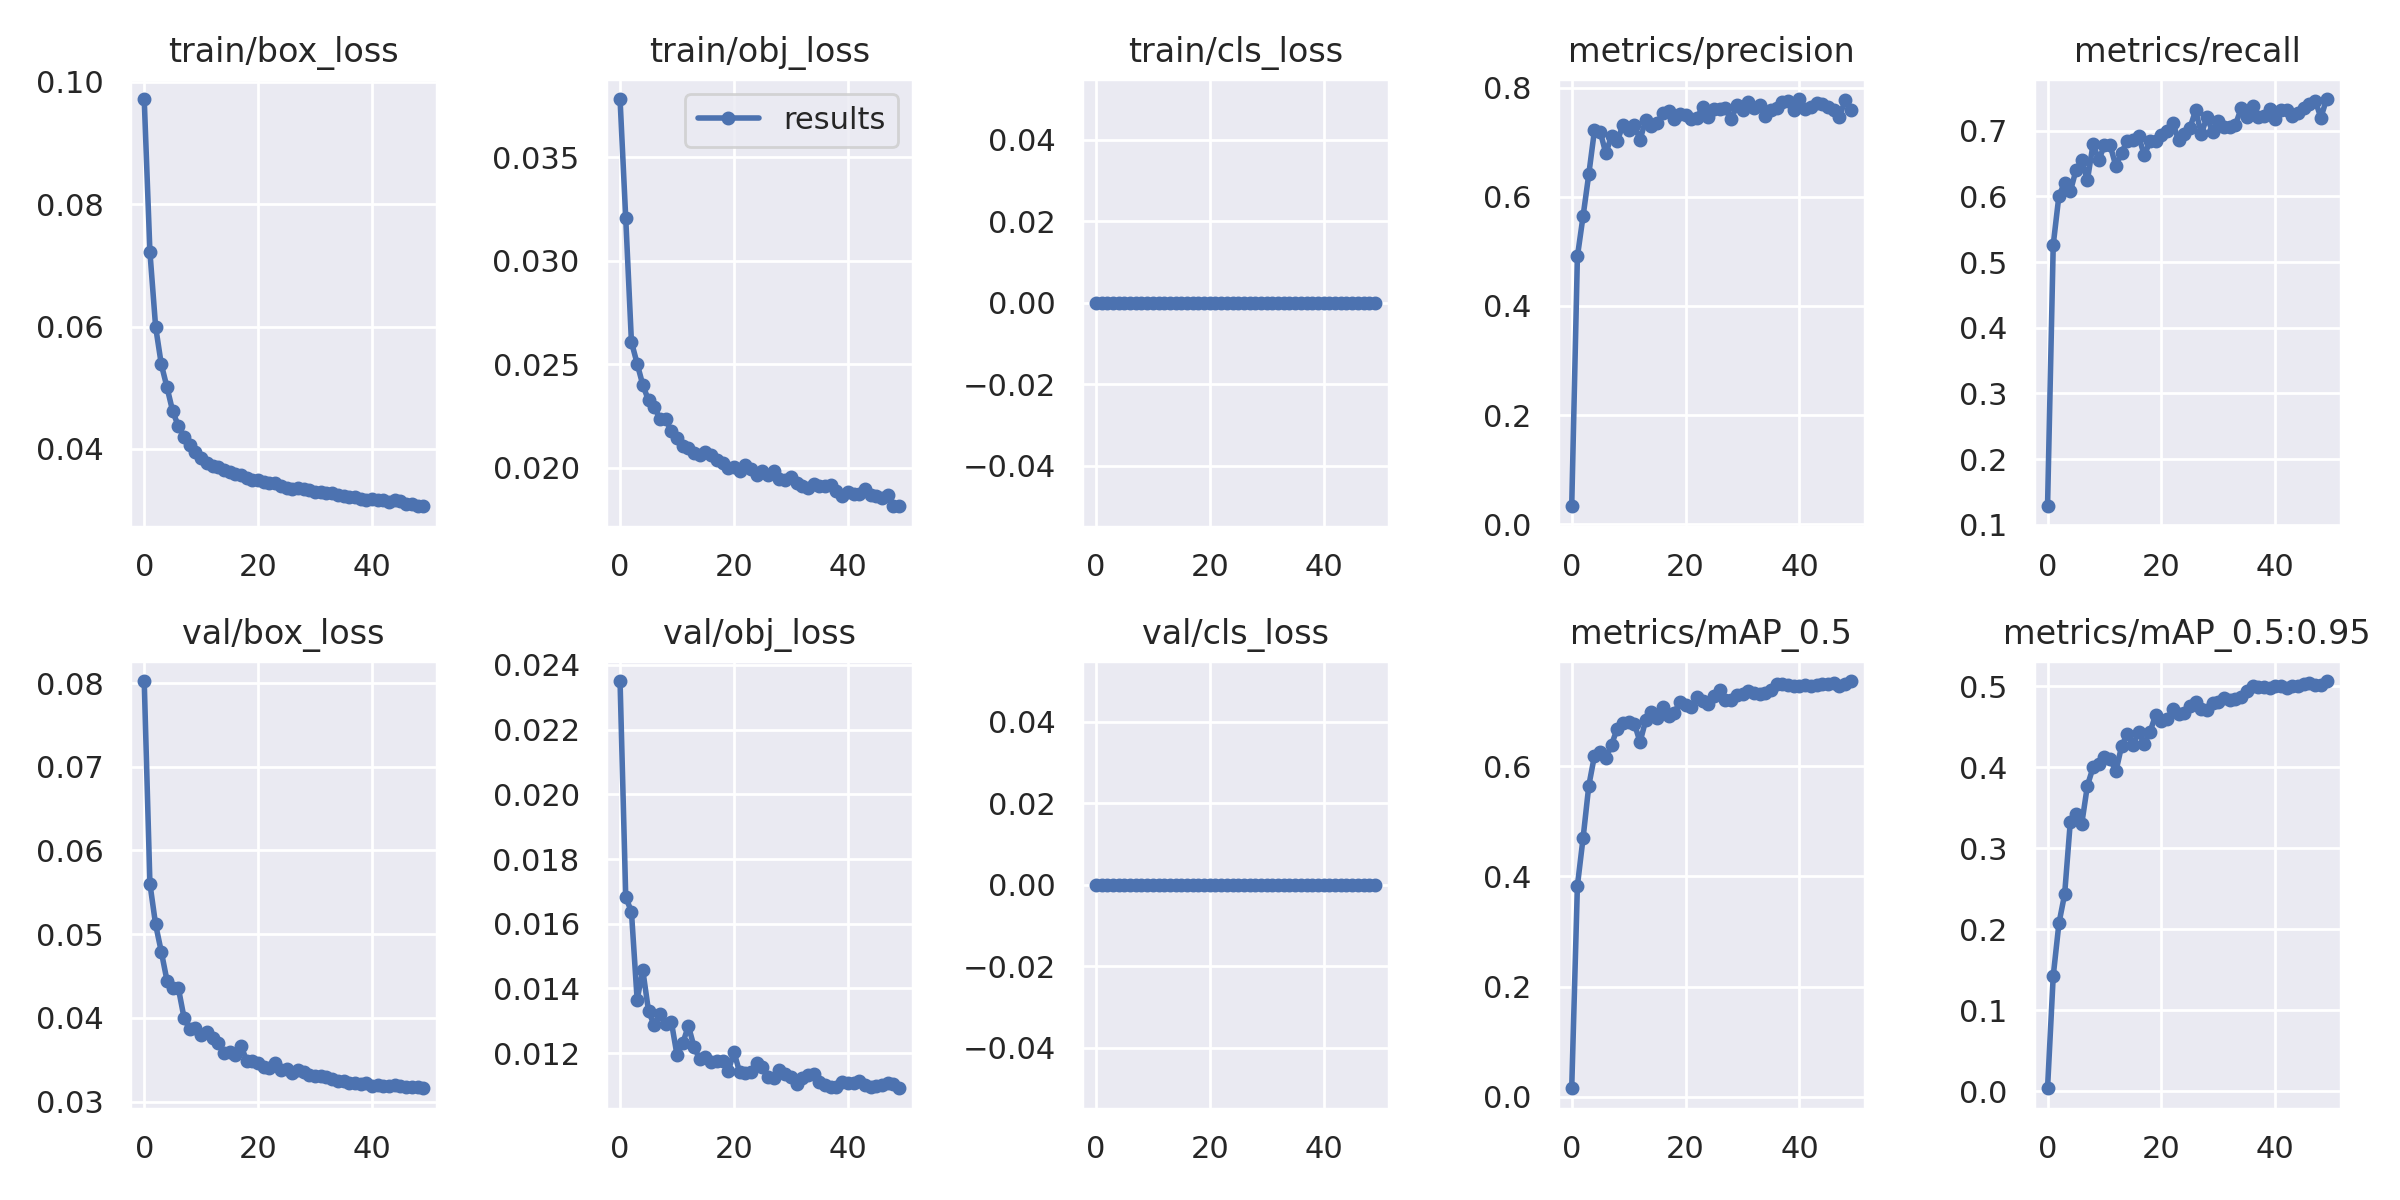 train/box_loss
0.10
0.08
0.06
0.04
0 20 40
train/obj_loss
results
0.035
0.030
0.025
0.020
0 20 40
train/cls_loss
0.04
0.02
0.00
−0.02
−0.04
0 20 40
metrics/precision
0.8
0.6
0.4
0.2
0.0
0 20 40
metrics/recall
0.7
0.6
0.5
0.4
0.3
0.2
0.1
0 20 40
val/box_loss
0.08
0.07
0.06
0.05
0.04
0.03
0 20 40
val/obj_loss
0.024
0.022
0.020
0.018
0.016
0.014
0.012
0 20 40
val/cls_loss
0.04
0.02
0.00
−0.02
−0.04
0 20 40
metrics/mAP_0.5
0.6
0.4
0.2
0.0
0 20 40
metrics/mAP_0.5:0.95
0.5
0.4
0.3
0.2
0.1
0.0
0 20 40